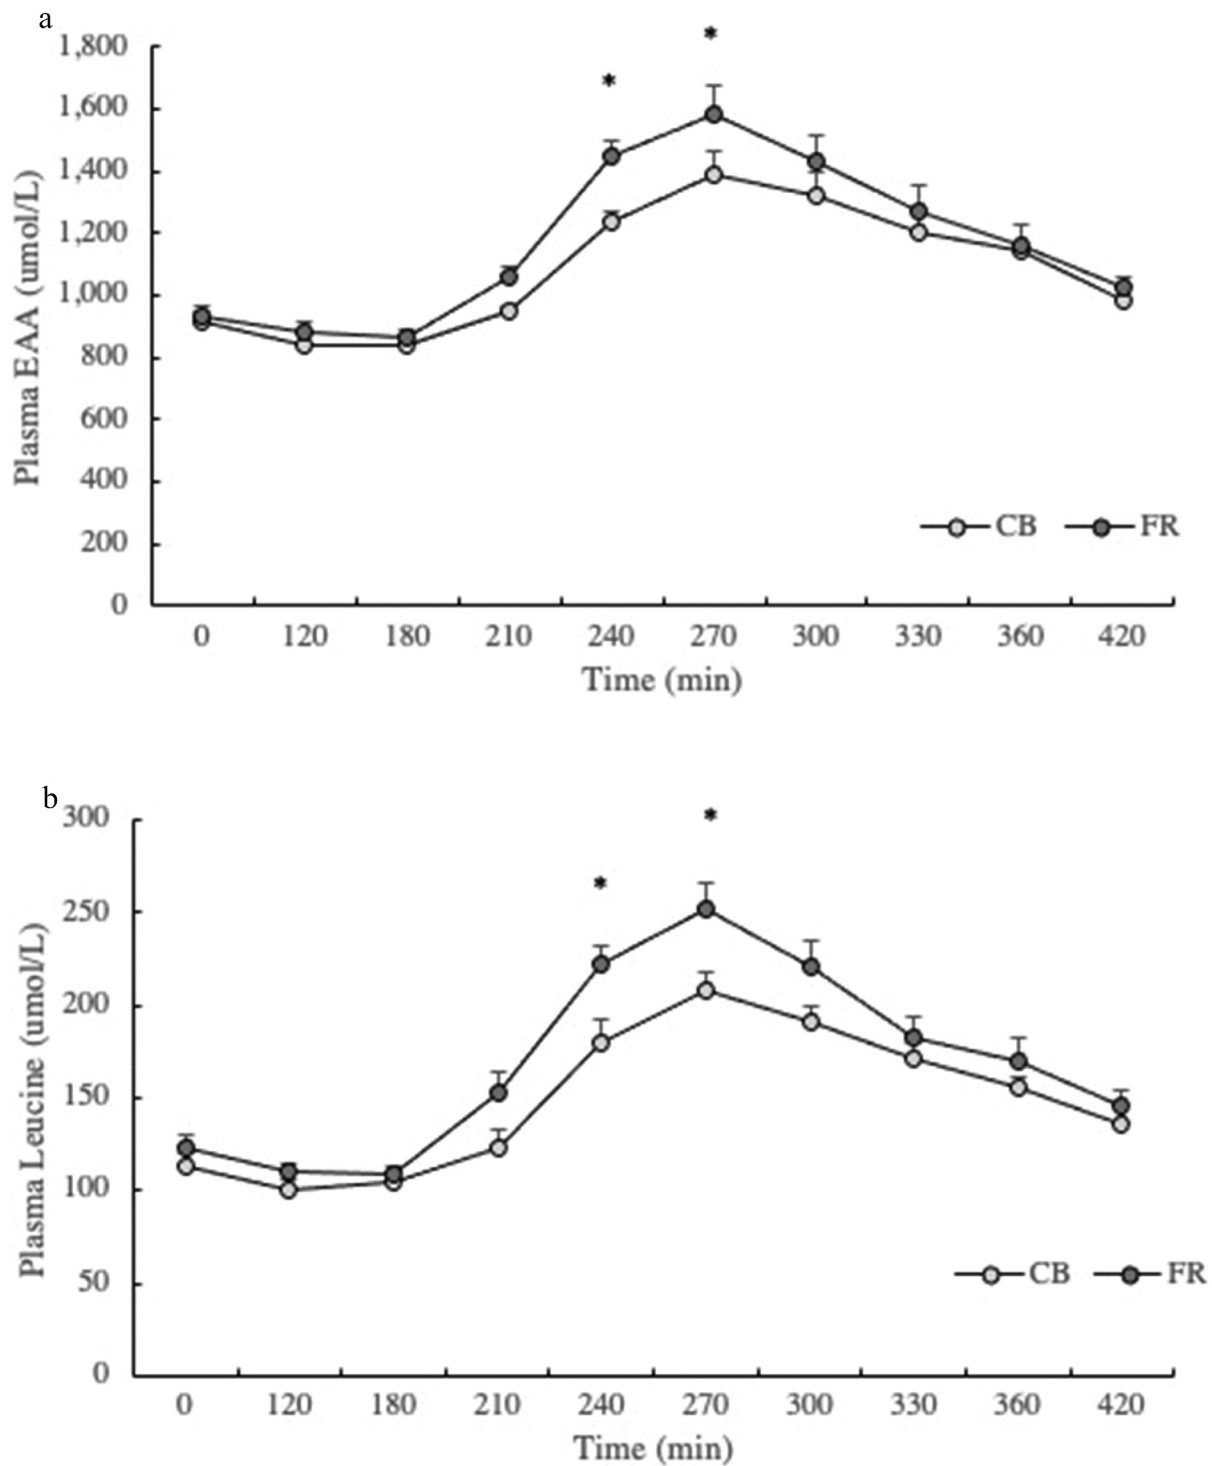 a
*
*
1,800
1,600
1,400
1,200
1,000
800
600
400
200
0
Plasma EAA (umol/L)
CB FR
0 120 180 210 240 270 300 330 360 420
Time (min)
b
*
*
300
250
200
150
100
50
0
Plasma Leucine (umol/L)
CB FR
0 120 180 210 240 270 300 330 360 420
Time (min)